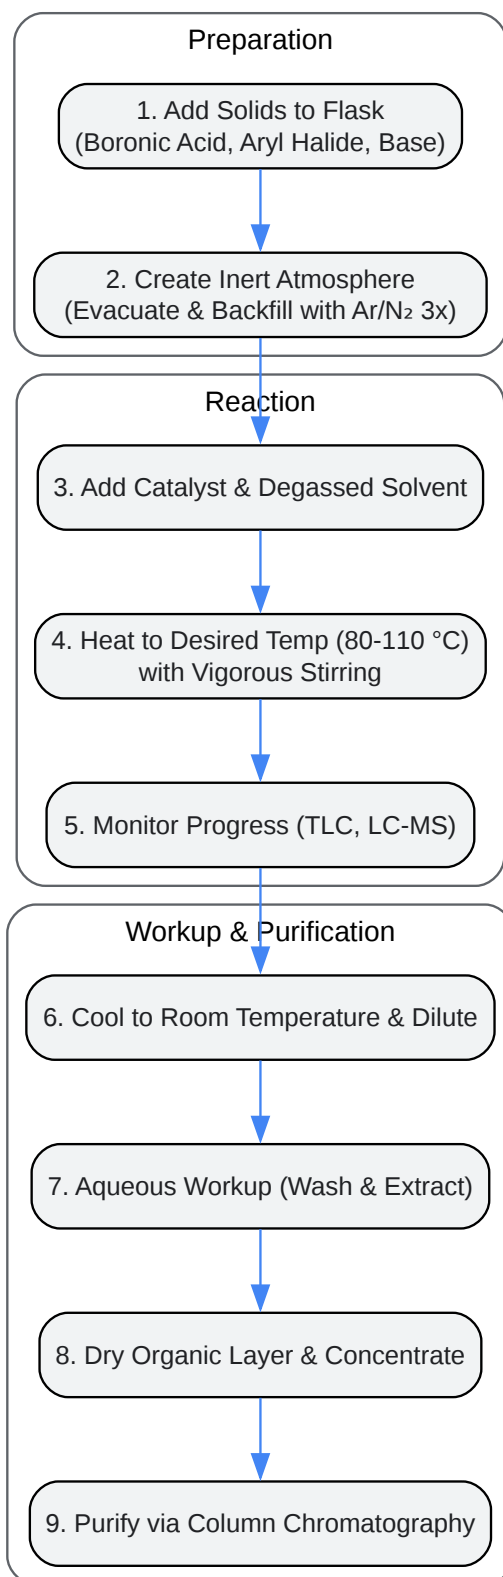 Preparation
1. Add Solids to Flask
(Boronic Acid, Aryl Halide, Base)
2. Create Inert Atmosphere
(Evacuate & Backfill with Ar/N₂ 3x)
Reaction
3. Add Catalyst & Degassed Solvent
4. Heat to Desired Temp (80-110 °C)
with Vigorous Stirring
5. Monitor Progress (TLC, LC-MS)
Workup & Purification
6. Cool to Room Temperature & Dilute
7. Aqueous Workup (Wash & Extract)
8. Dry Organic Layer & Concentrate
9. Purify via Column Chromatography